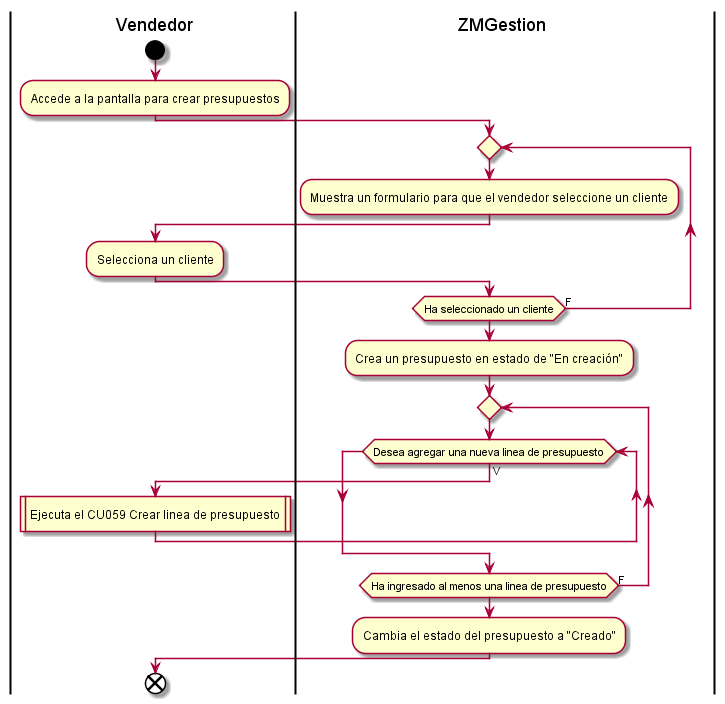 Vendedor
ZMGestion
Accede a la pantalla para crear presupuestos
Muestra un formulario para que el vendedor seleccione un cliente
Selecciona un cliente
Ha seleccionado un cliente
F
Crea un presupuesto en estado de "En creación"
Desea agregar una nueva linea de presupuesto
V
Ejecuta el CU059 Crear linea de presupuesto
Ha ingresado al menos una linea de presupuesto
F
Cambia el estado del presupuesto a "Creado"